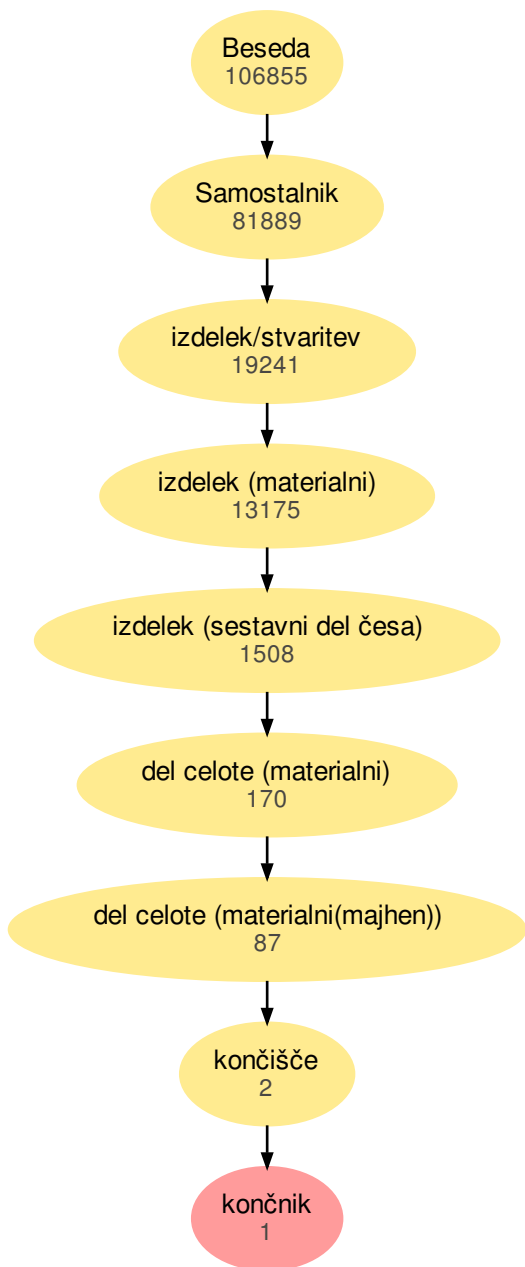 Beseda
106855
Samostalnik
81889
izdelek/stvaritev
19241
izdelek (materialni)
13175
izdelek (sestavni del česa)
1508
del celote (materialni)
170
del celote (materialni(majhen))
87
končišče
2
končnik
1